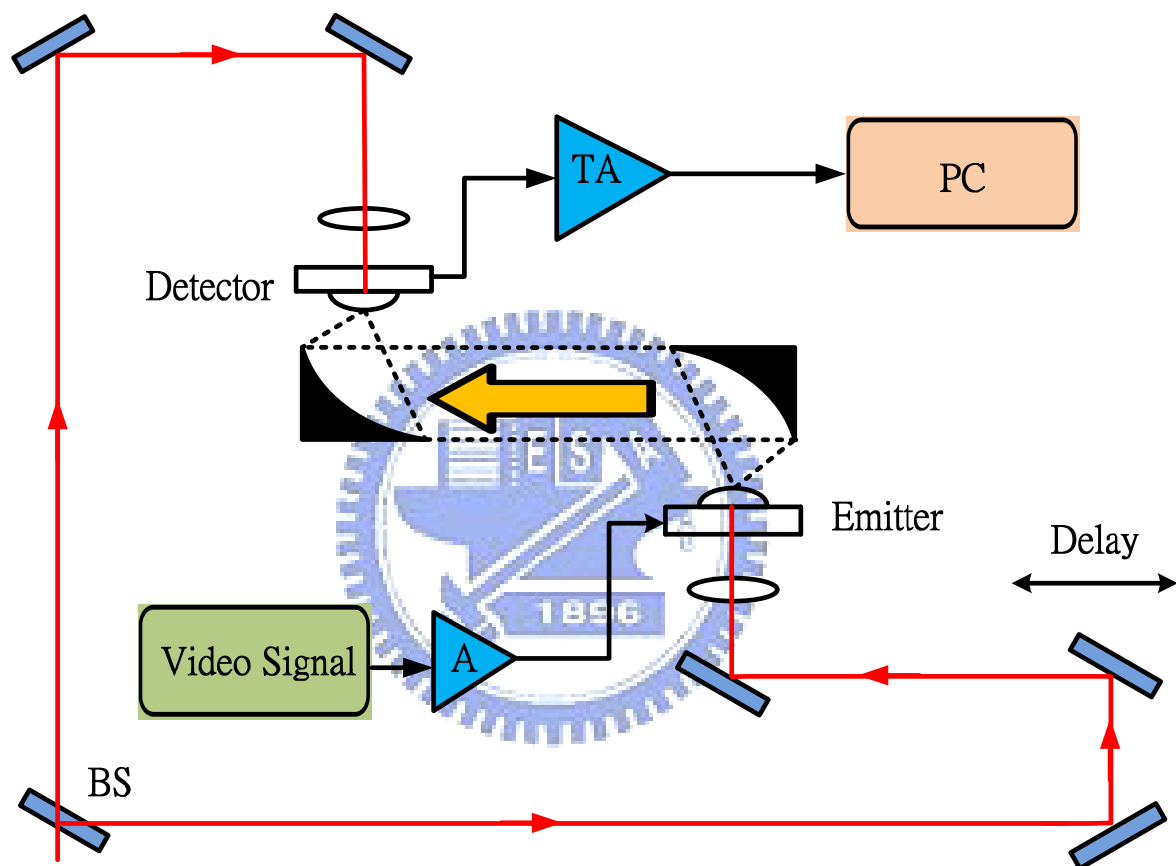 TA
PC
Detector
E S A
Emitter
Delay
1896
Video Signal
A
BS